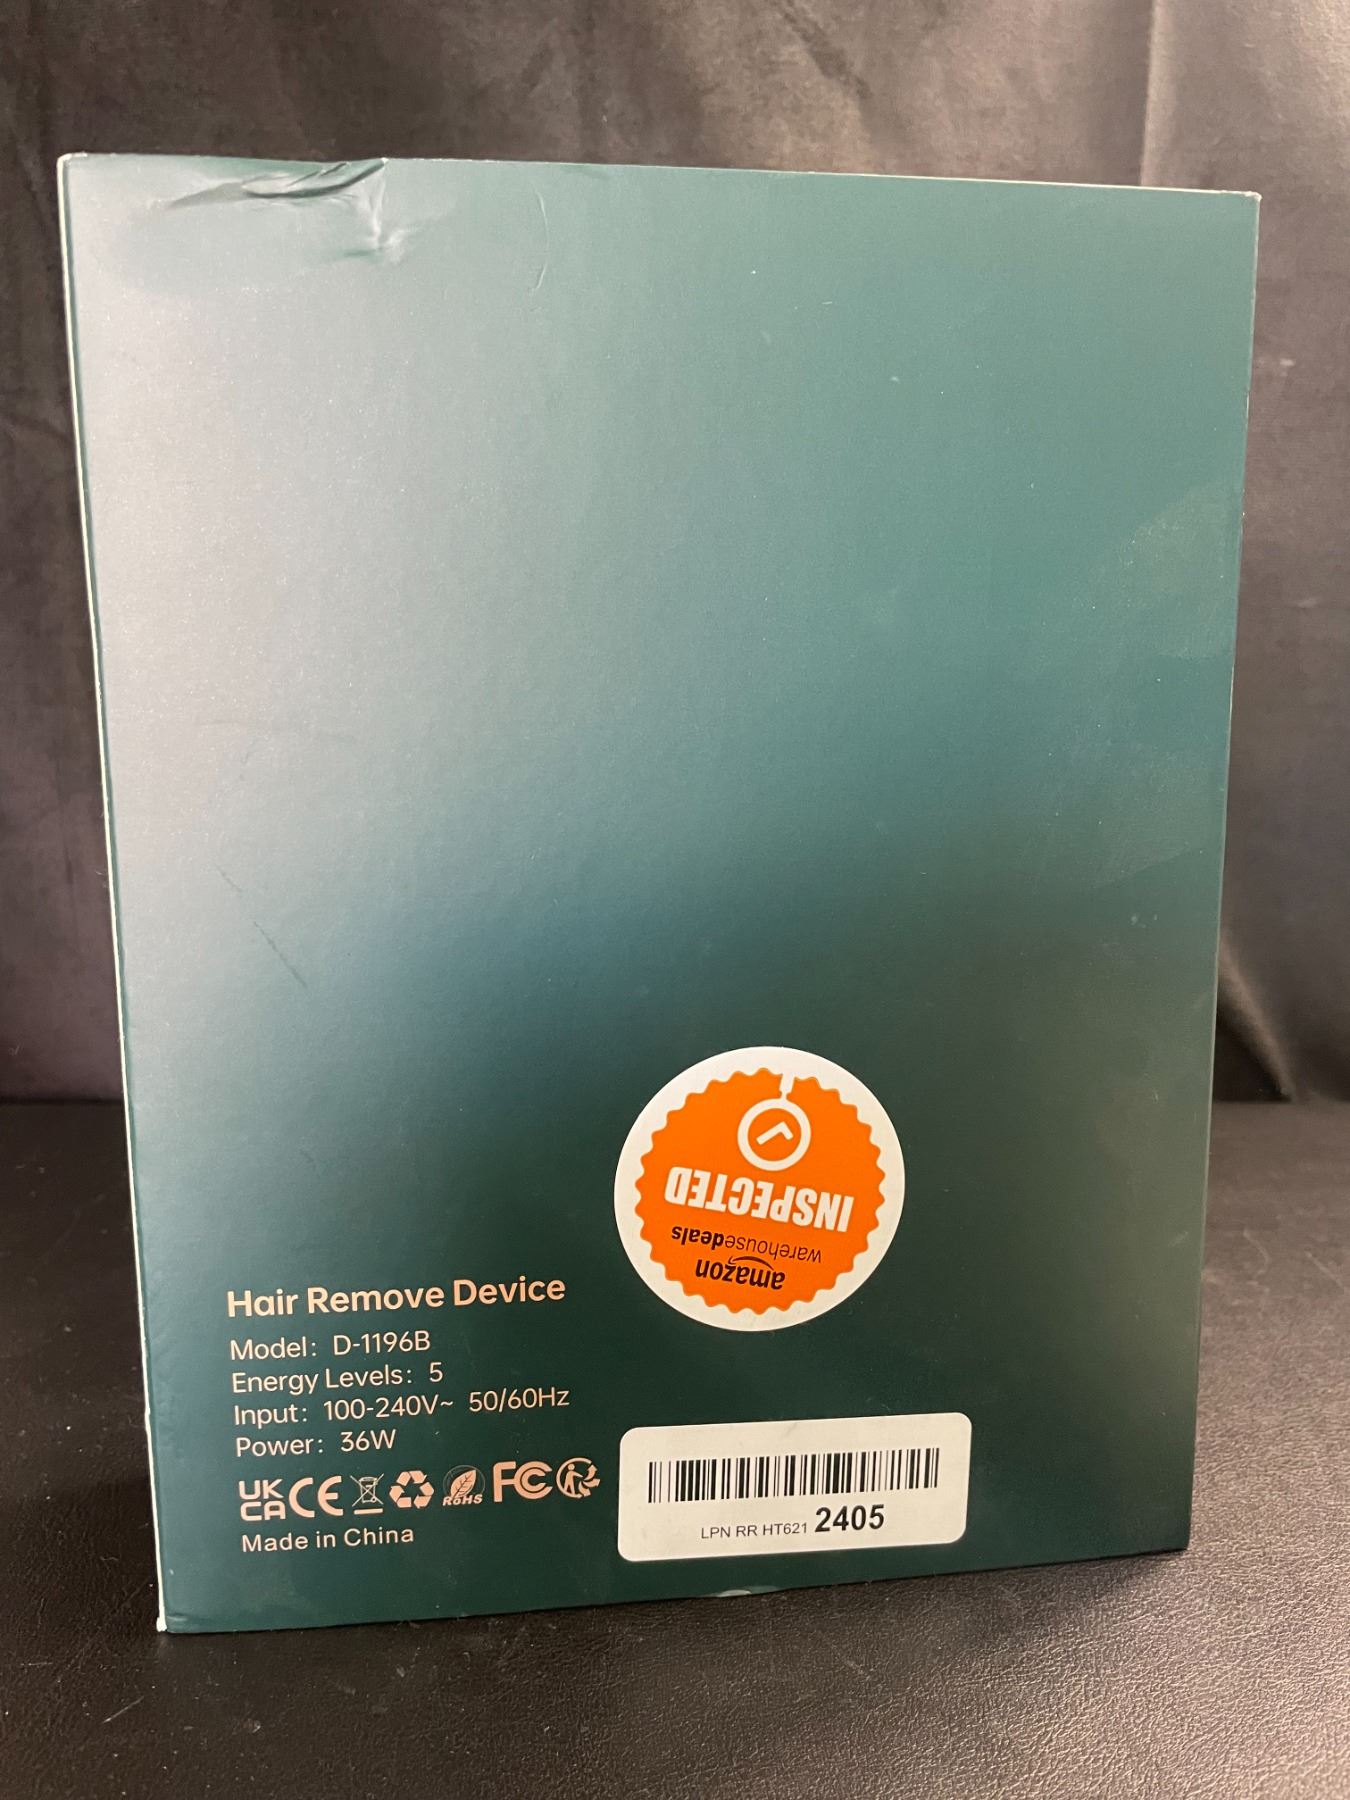 INSPECTED
warehousedeals
amazon
Hair Remove Device
Model: D-1196B
Energy Levels: 5
Input: 100-240V~ 50/60Hz
Power: 36W
UK
CA CE RoHS FC
Made in China
LPN RR HT621 2405